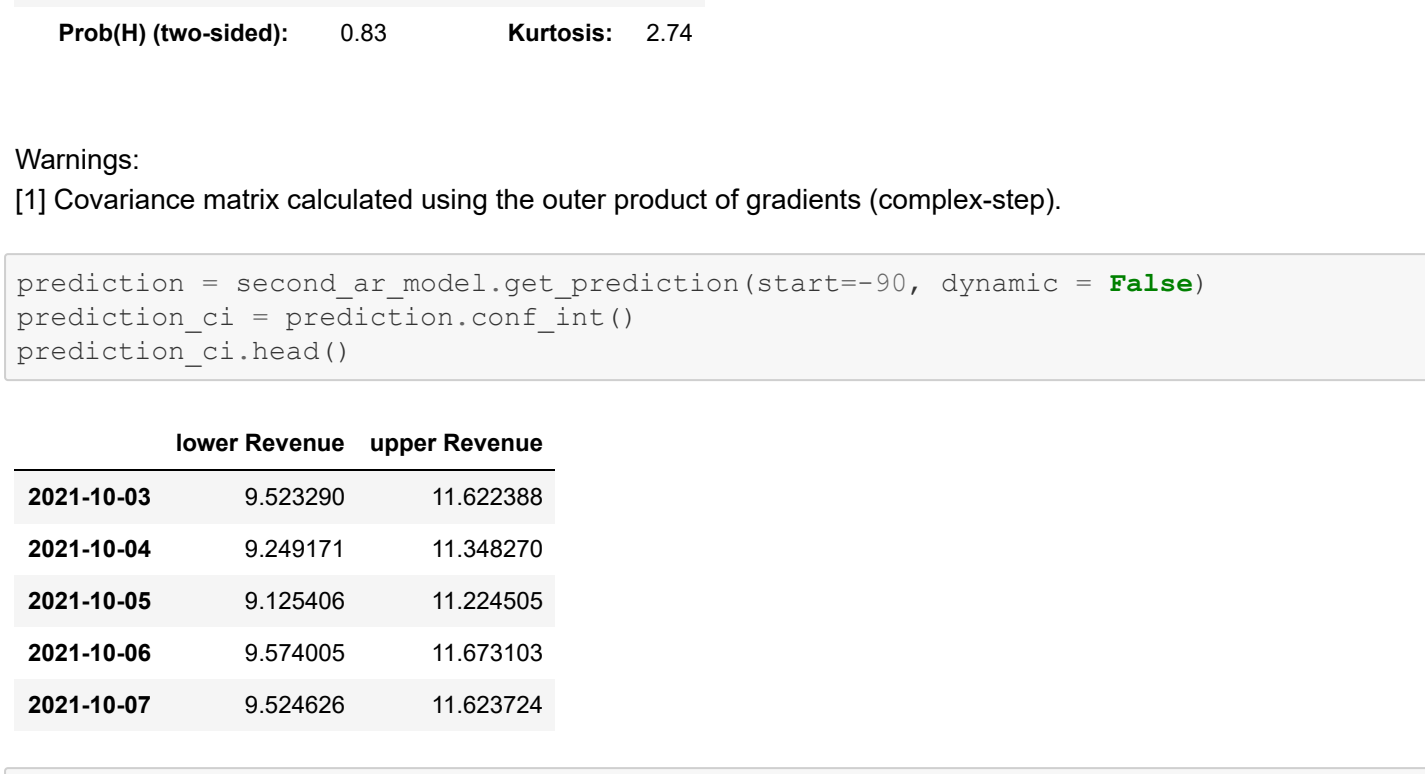 Prob(H) (two-sided): 0.83 Kurtosis: 2.74
Warnings:
[1] Covariance matrix calculated using the outer product of gradients (complex-step).
prediction = second_ar_model.get_prediction(start=-90, dynamic = False)
prediction_ci = prediction.conf_int()
prediction_ci.head()
lower Revenue upper Revenue
2021-10-03 9.523290 11.622388
2021-10-04 9.249171 11.348270
2021-10-05 9.125406 11.224505
2021-10-06 9.574005 11.673103
2021-10-07 9.524626 11.623724